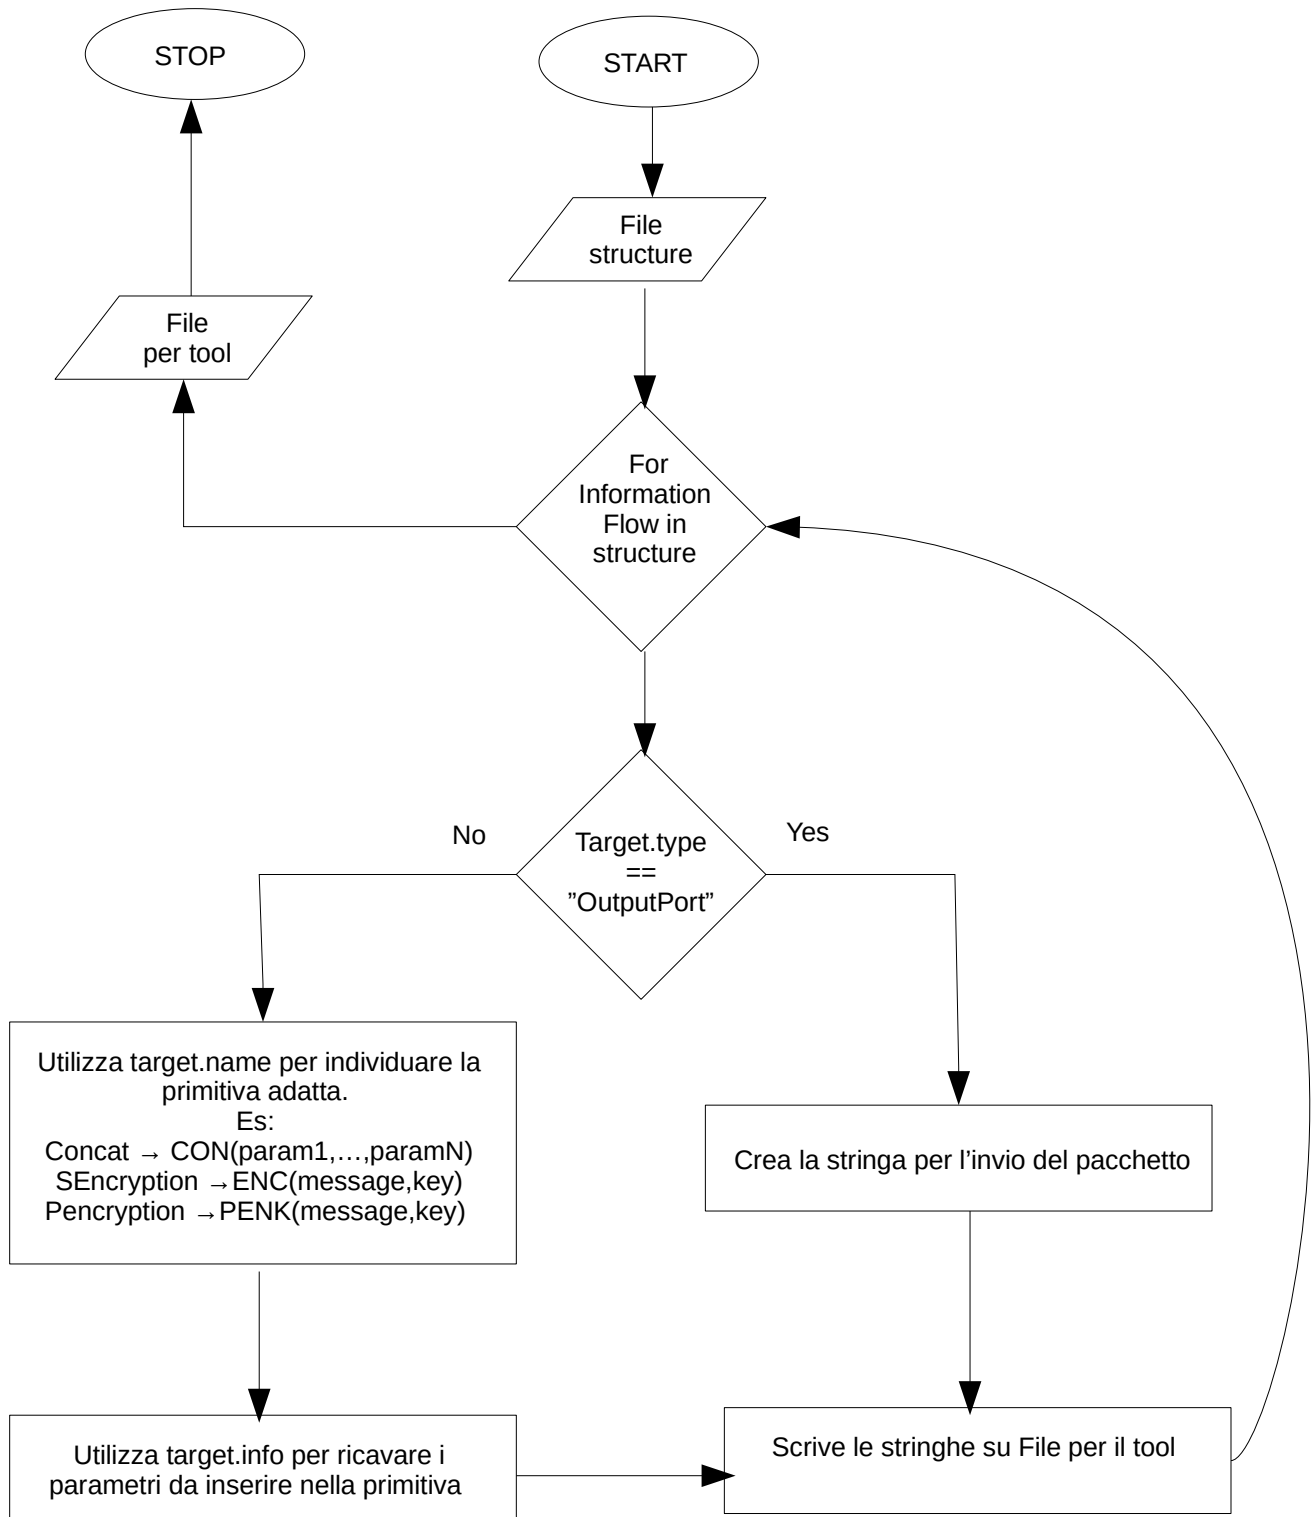 STOP
START
File
structure
File
per tool
For
Information
Flow in
structure
No
Yes
Target.type
==
”OutputPort”
Utilizza target.name per individuare la
primitiva adatta.
Es:
Concat → CON(param1,…,paramN)
SEncryption →ENC(message,key)
Pencryption →PENK(message,key)
Crea la stringa per l’invio del pacchetto
Utilizza target.info per ricavare i
parametri da inserire nella primitiva
Scrive le stringhe su File per il tool